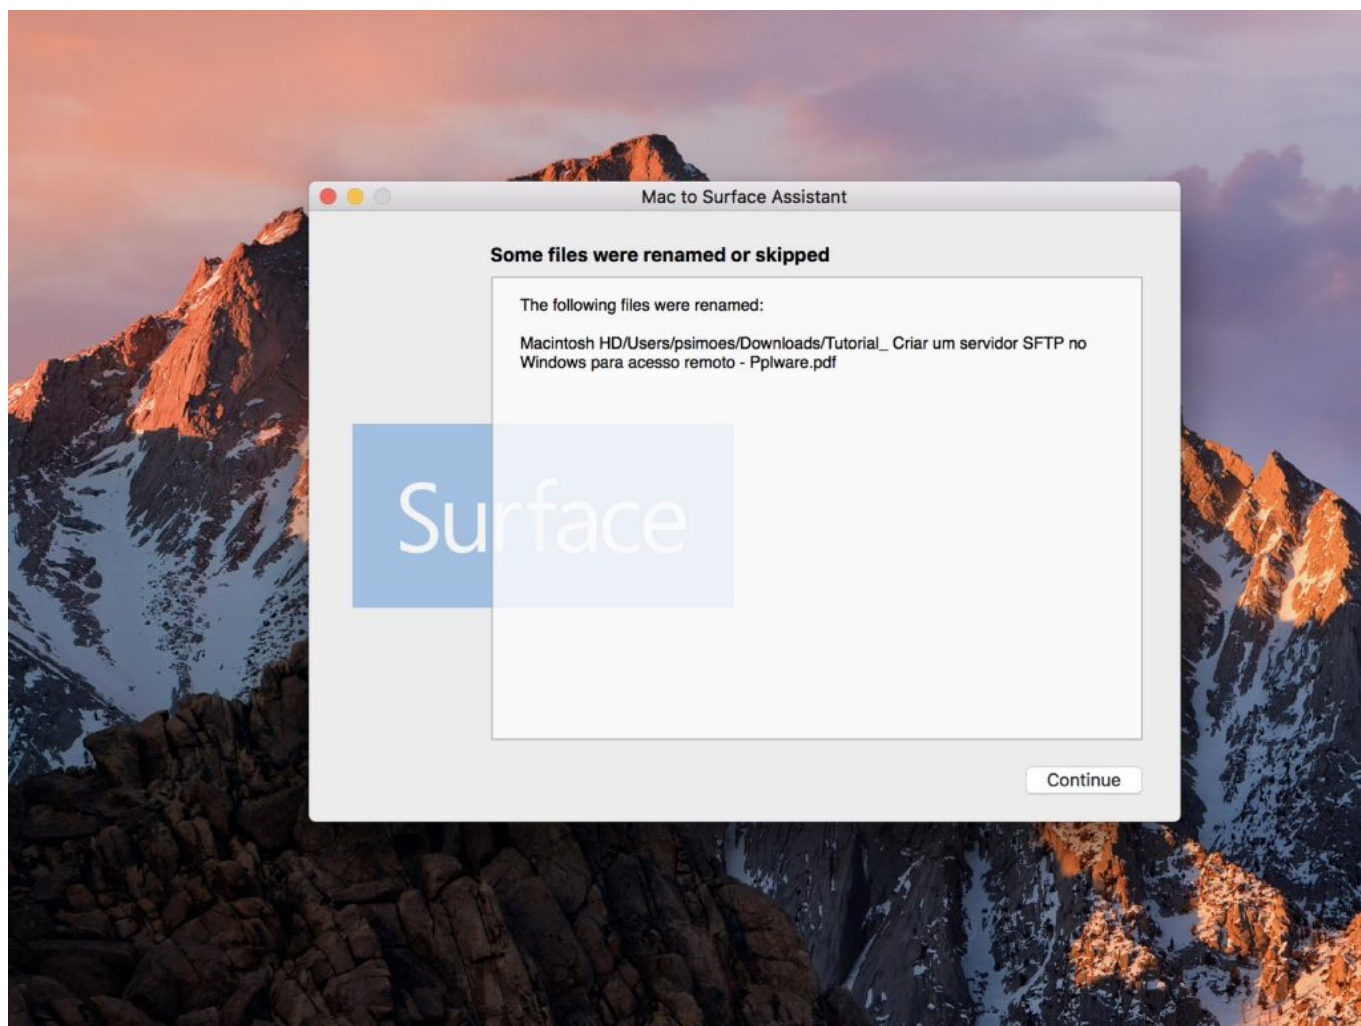 Mac to Surface Assistant
Some files were renamed or skipped
The following files were renamed:
Macintosh HD/Users/psimoes/Downloads/Tutorial_ Criar um servidor SFTP no
Windows para acesso remoto - Pplware.pdf
Surface
Continue